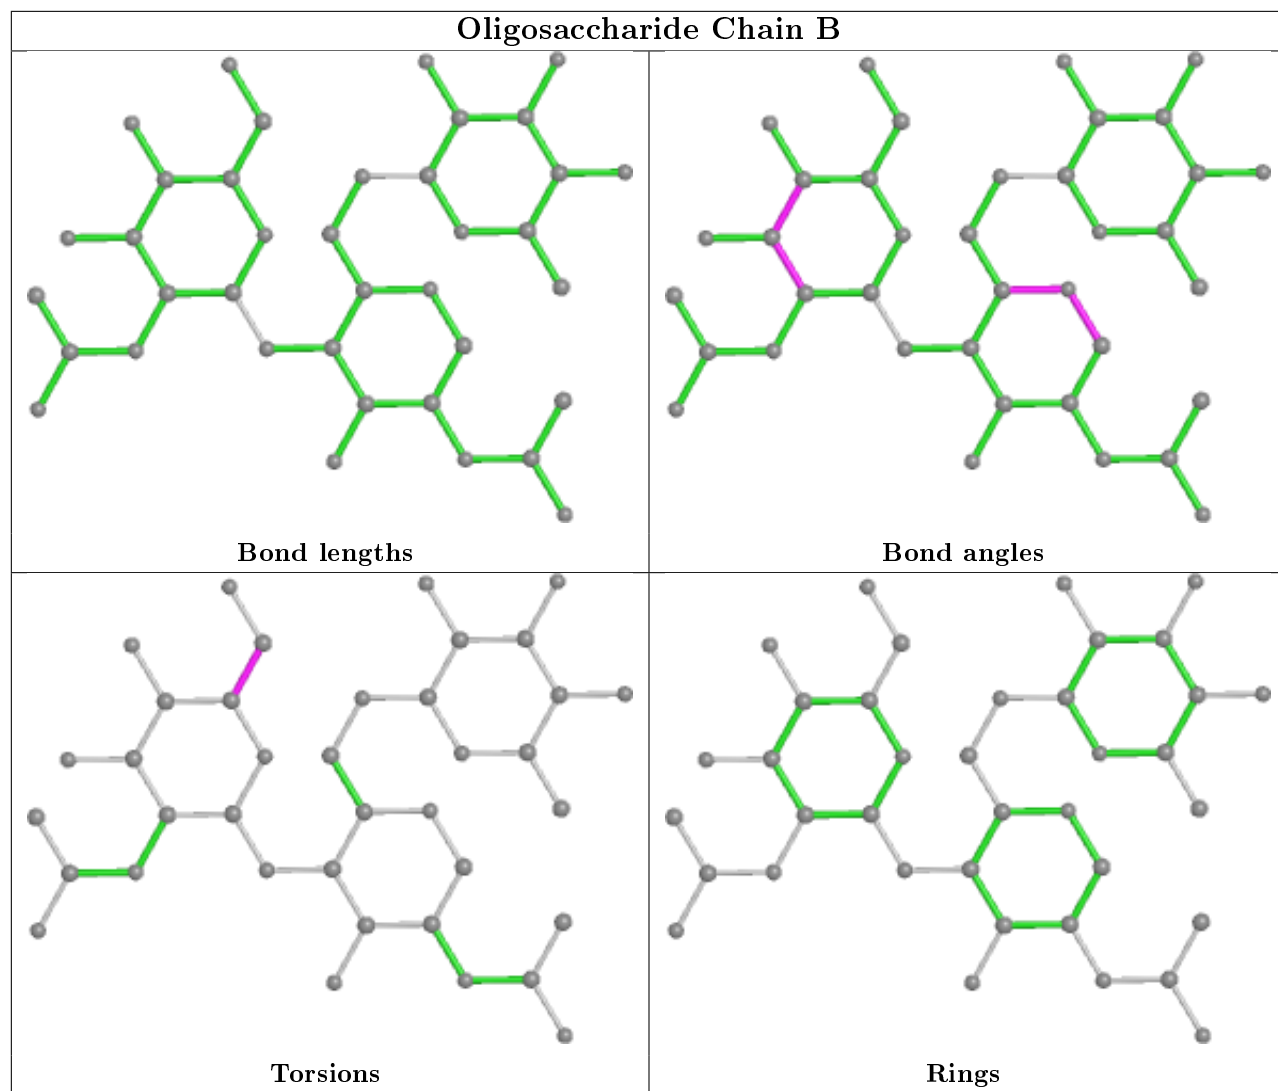 Oligosaccharide Chain B
Bond lengths
Bond angles
Torsions
Rings